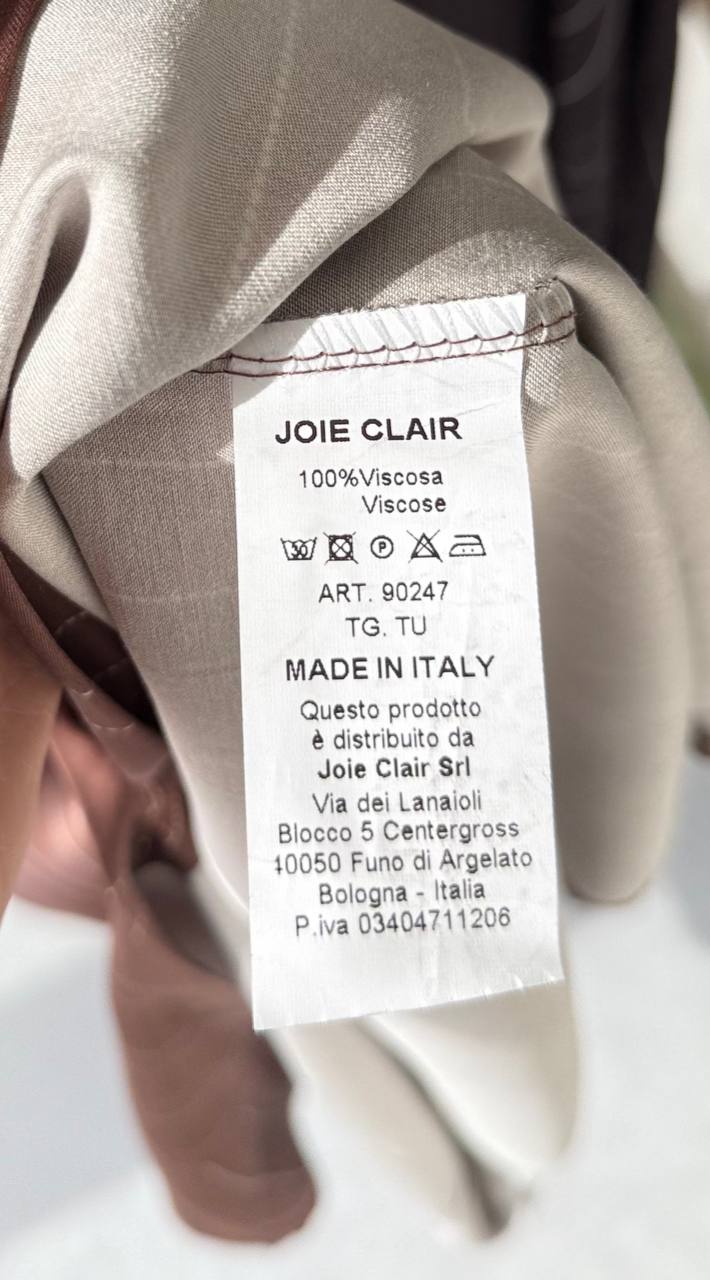 JOIE CLAIR
100%Viscosa
Viscose
30 P
ART. 90247
TG. TU
MADE IN ITALY
Questo prodotto
è distribuito da
Joie Clair Srl
Via dei Lanaioli
Blocco 5 Centergross
40050 Funo di Argelato
Bologna - Italia
P.iva 03404711206